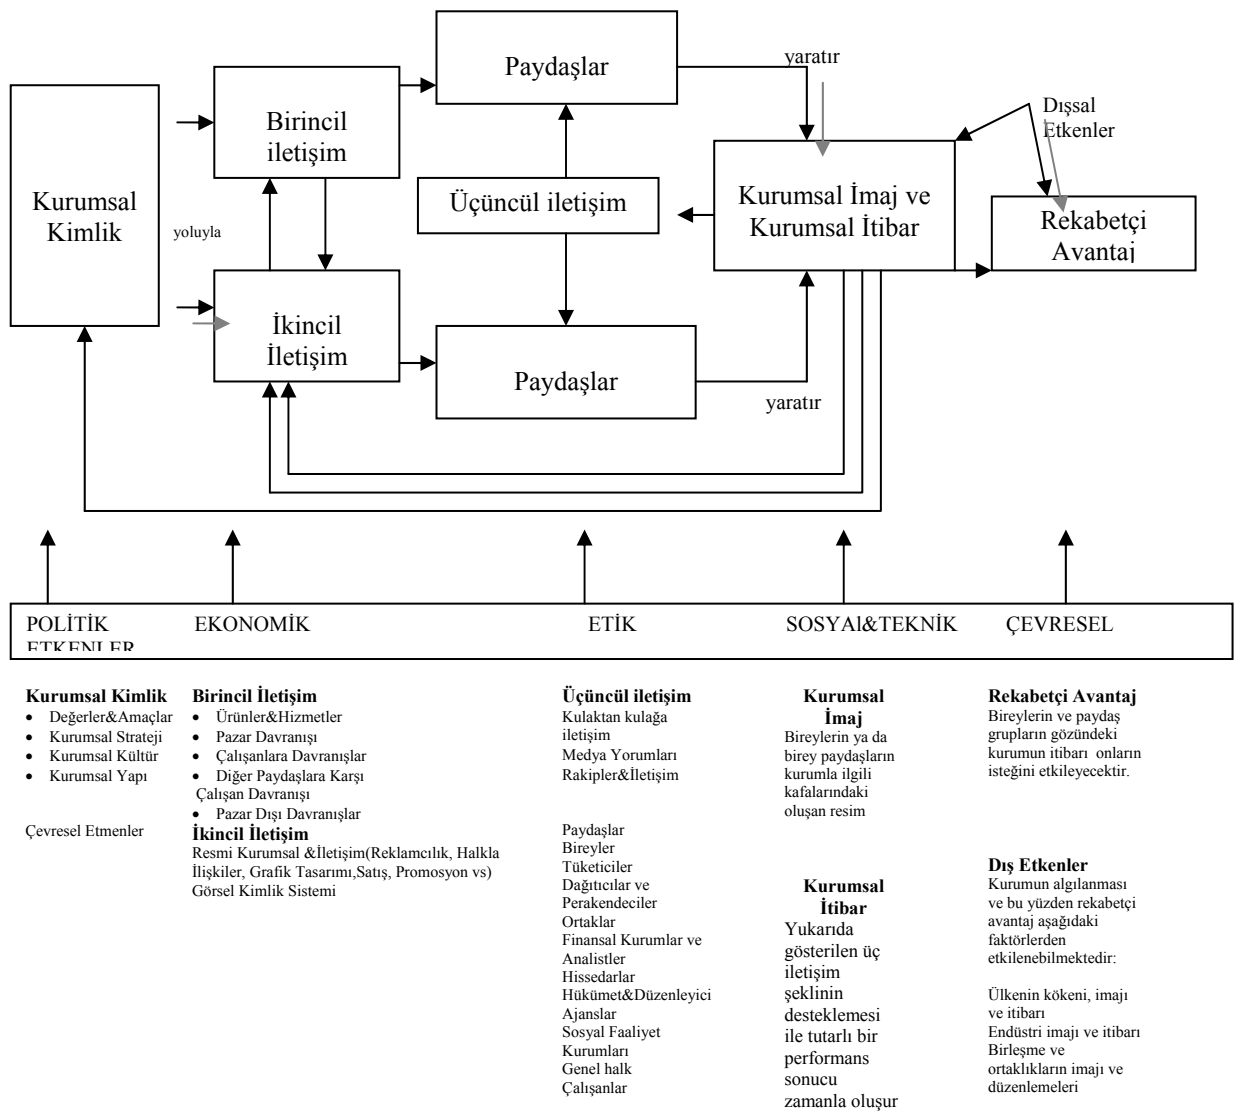 Paydaşlar
yaratır
Birincil
iletişim
Dışsal
Etkenler
Kurumsal
Kimlik
yoluyla
Üçüncül iletişim
Kurumsal İmaj ve
Kurumsal İtibar
Rekabetçi
Avantaj
İkincil
İletişim
Paydaşlar
yaratır
POLİTİK
ETKENLER
EKONOMİK
ETİK
SOSYAl&TEKNİK
ÇEVRESEL
Kurumsal Kimlik
• Değerler&Amaçlar
• Kurumsal Strateji
• Kurumsal Kültür
• Kurumsal Yapı
Çevresel Etmenler
Birincil İletişim
• Ürünler&Hizmetler
• Pazar Davranışı
• Çalışanlara Davranışlar
• Diğer Paydaşlara Karşı
Çalışan Davranışı
• Pazar Dışı Davranışlar
İkincil İletişim
Resmi Kurumsal &İletişim(Reklamcılık, Halkla
İlişkiler, Grafik Tasarımı,Satış, Promosyon vs)
Görsel Kimlik Sistemi
Üçüncül iletişim
Kulaktan kulağa
iletişim
Medya Yorumları
Rakipler&İletişim
Paydaşlar
Bireyler
Tüketiciler
Dağıtıcılar ve
Perakendeciler
Ortaklar
Finansal Kurumlar ve
Analistler
Hissedarlar
Hükümet&Düzenleyici
Ajanslar
Sosyal Faaliyet
Kurumları
Genel halk
Çalışanlar
Kurumsal
İmaj
Bireylerin ya da
birey paydaşların
kurumla ilgili
kafalarındaki
oluşan resim
Kurumsal
İtibar
Yukarıda
gösterilen üç
iletişim
şeklinin
desteklemesi
ile tutarlı bir
performans
sonucu
zamanla oluşur
Rekabetçi Avantaj
Bireylerin ve paydaş
grupların gözündeki
kurumun itibarı onların
isteğini etkileyecektir.
Dış Etkenler
Kurumun algılanması
ve bu yüzden rekabetçi
avantaj aşağıdaki
faktörlerden
etkilenebilmektedir:
Ülkenin kökeni, imajı
ve itibarı
Endüstri imajı ve itibarı
Birleşme ve
ortaklıkların imajı ve
düzenlemeleri